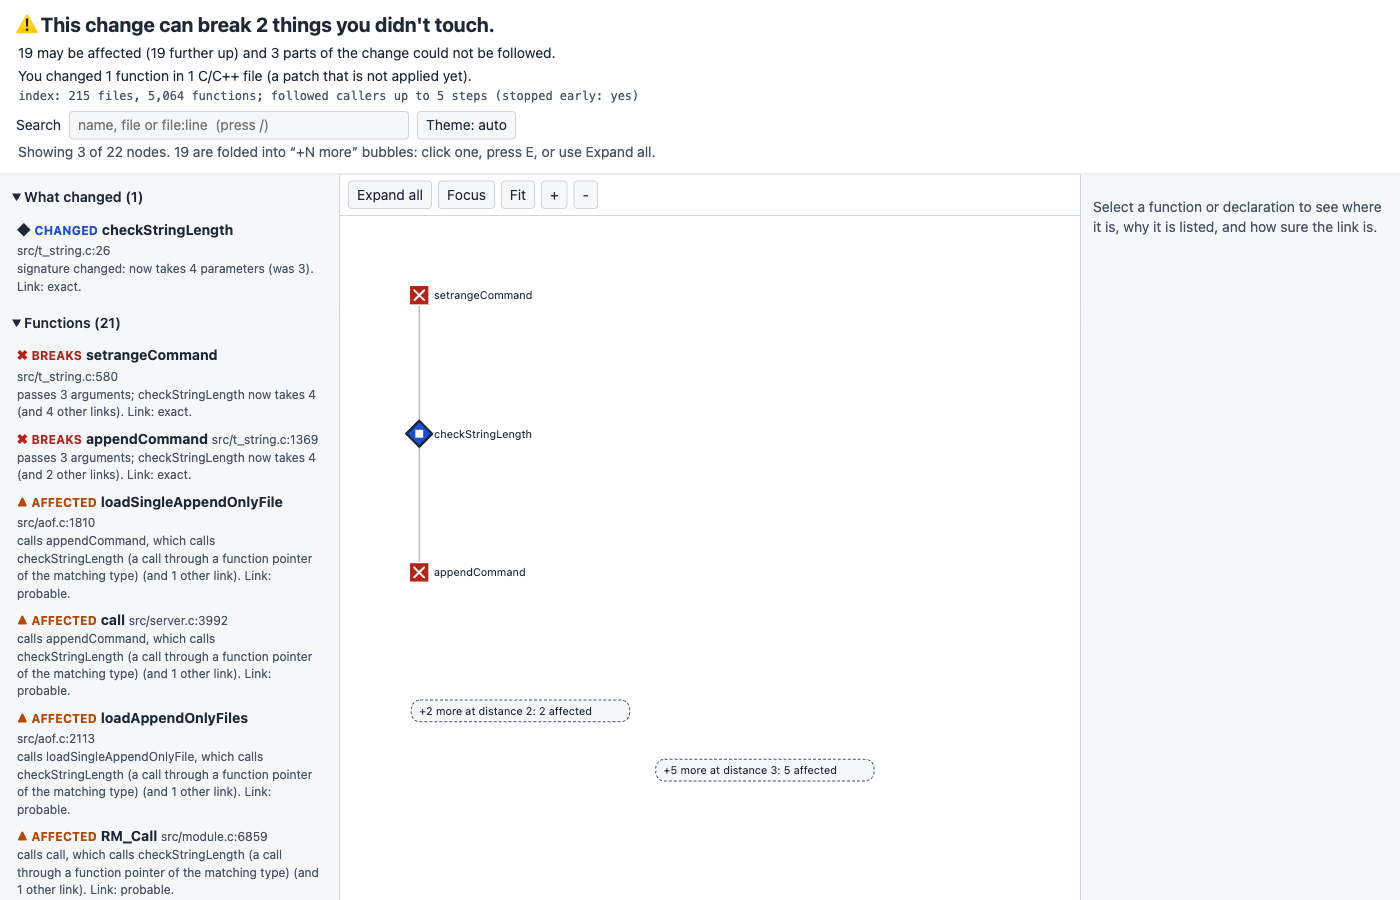 ⚠️ This change can break 2 things you didn't touch.
19 may be affected (19 further up) and 3 parts of the change could not be followed.
You changed 1 function in 1 C/C++ file (a patch that is not applied yet).
index: 215 files, 5,064 functions; followed callers up to 5 steps (stopped early: yes)
Search name, file or file:line (press /) Theme: auto
Showing 3 of 22 nodes. 19 are folded into “+N more” bubbles: click one, press E, or use Expand all.
▼ What changed (1)
◆ CHANGED checkStringLength
src/t_string.c:26
signature changed: now takes 4 parameters (was 3).
Link: exact.
▼ Functions (21)
✖ BREAKS setrangeCommand
src/t_string.c:580
passes 3 arguments; checkStringLength now takes 4
(and 4 other links). Link: exact.
✖ BREAKS appendCommand src/t_string.c:1369
passes 3 arguments; checkStringLength now takes 4
(and 2 other links). Link: exact.
▲ AFFECTED loadSingleAppendOnlyFile
src/aof.c:1810
calls appendCommand, which calls
checkStringLength (a call through a function pointer
of the matching type) (and 1 other link). Link:
probable.
▲ AFFECTED call src/server.c:3992
calls appendCommand, which calls
checkStringLength (a call through a function pointer
of the matching type) (and 1 other link). Link:
probable.
▲ AFFECTED loadAppendOnlyFiles
src/aof.c:2113
calls loadSingleAppendOnlyFile, which calls
checkStringLength (a call through a function pointer
of the matching type) (and 1 other link). Link:
probable.
▲ AFFECTED RM_Call src/module.c:6859
calls call, which calls checkStringLength (a call
through a function pointer of the matching type) (and
1 other link). Link: probable.
Expand all Focus Fit + -
setrangeCommand
checkStringLength
appendCommand
+2 more at distance 2: 2 affected
+5 more at distance 3: 5 affected
Select a function or declaration to see where
it is, why it is listed, and how sure the link is.